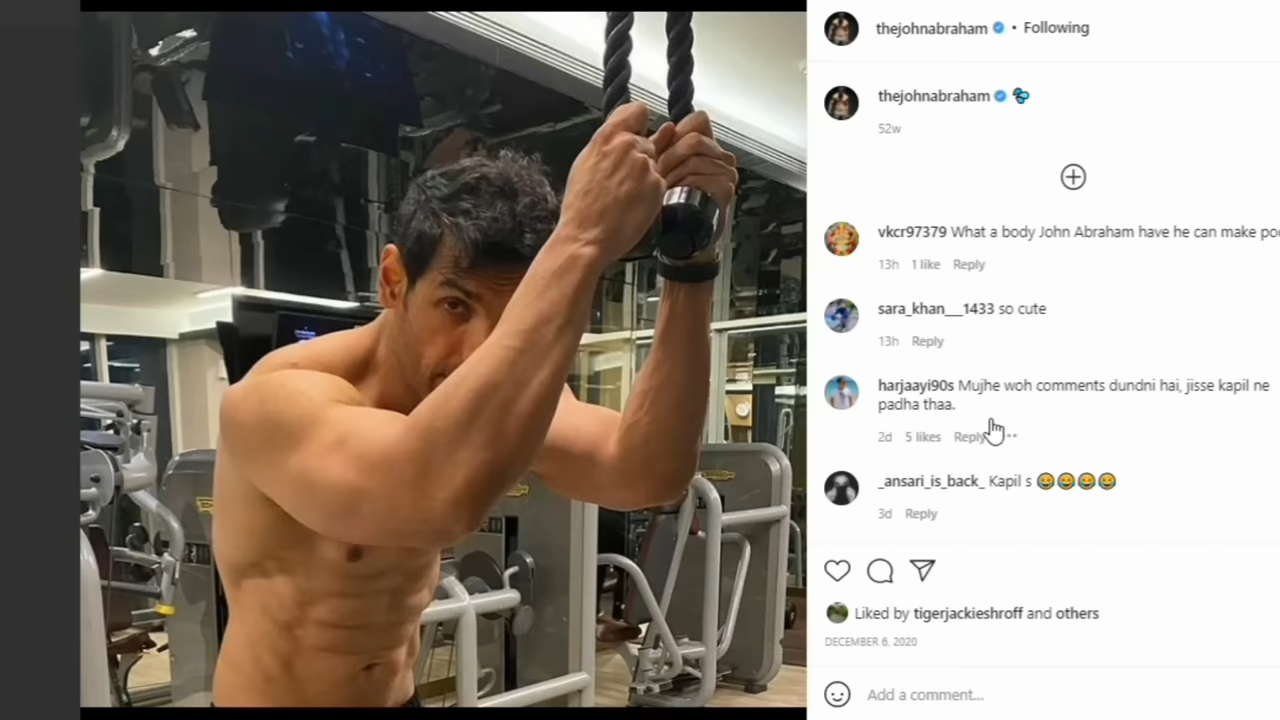 thejohnabraham • Following
thejohnabraham
52w
vkcr97379 What a body John Abraham have he can make
13h 1 like Reply
sara_khan__1433 so cute
13h Reply
harjaayi90s Mujhe woh comments dundni hai, jisse kapil ne
padha thaa.
2d 5 likes Reply
_ansari_is_back_ Kapil s 😂😂😂😂
3d Reply
Liked by tigerjackieshroff and others
DECEMBER 6, 2020
Add a comment...